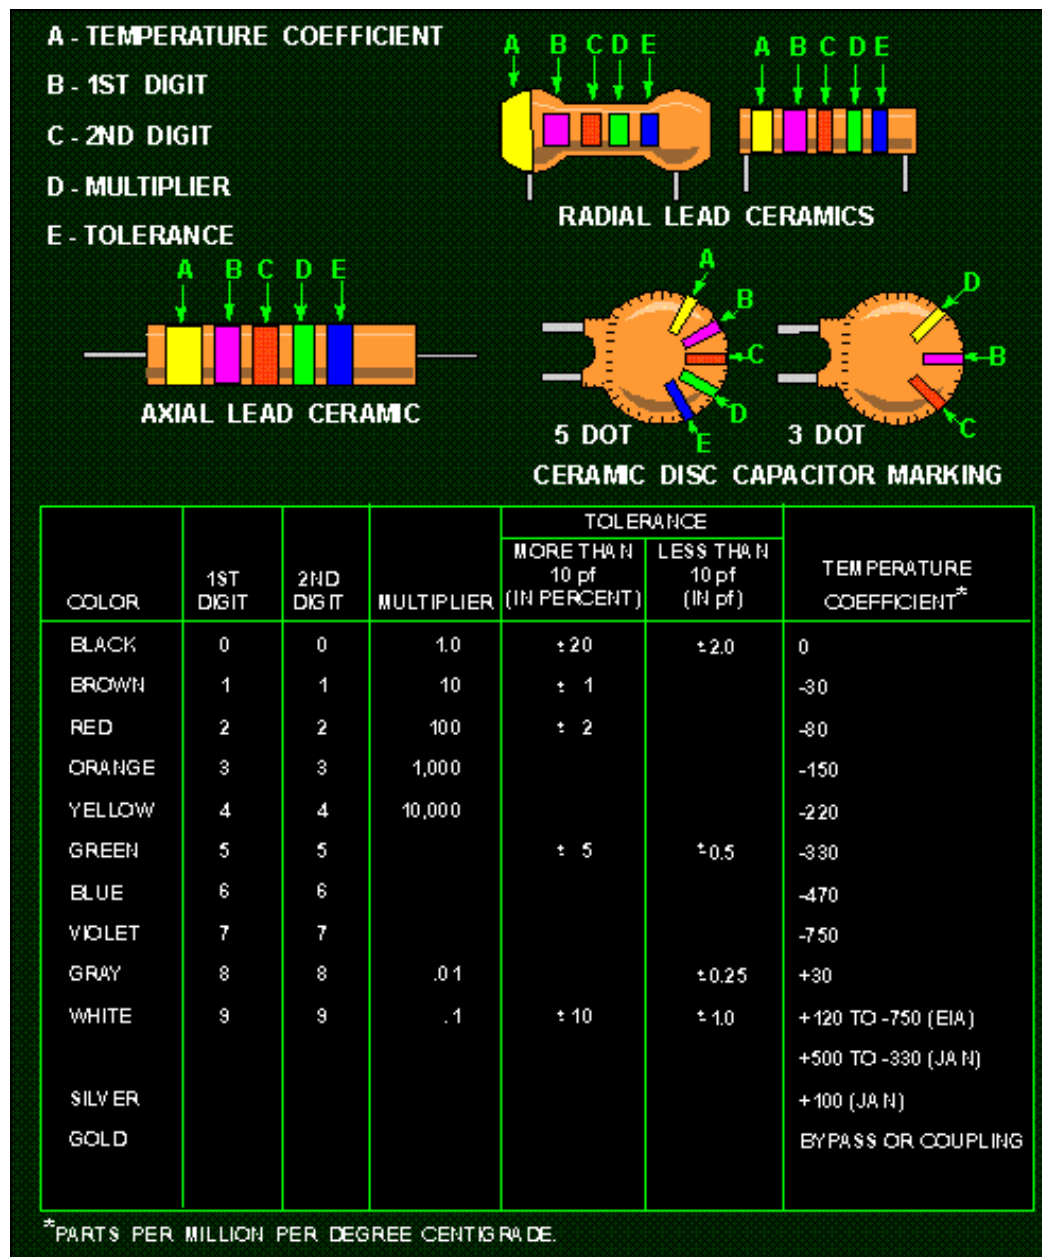 A - TEMPERATURE COEFFICIENT
B - 1ST DIGIT
C - 2ND DIGIT
D - MULTIPLIER
E - TOLERANCE
A B C D E
A B C D E
RADIAL LEAD CERAMICS
A B C D E
AXIAL LEAD CERAMIC
A
B
C
D
E
5 DOT
D
B
C
3 DOT
CERAMIC DISC CAPACITOR MARKING
COLOR 1ST DIGIT 2ND DIGIT MULTIPLIER TOLERANCE MORE THAN 10 pf (IN PERCENT) LESS THAN 10 pf (IN pf) TEMPERATURE COEFFICIENT*
BLACK 0 0 1.0 ±20 ±2.0 0
BROWN 1 1 10 ± 1 -30
RED 2 2 100 ± 2 -80
ORANGE 3 3 1,000 -150
YELLOW 4 4 10,000 -220
GREEN 5 5 ± 5 ±0.5 -330
BLUE 6 6 -470
VIOLET 7 7 -750
GRAY 8 8 .01 ±0.25 +30
WHITE 9 9 .1 ±10 ±1.0 +120 TO -750 (EIA)
+500 TO -330 (JAN)
SILVER +100 (JAN)
GOLD BYPASS OR COUPLING
*PARTS PER MILLION PER DEGREE CENTIGRADE.